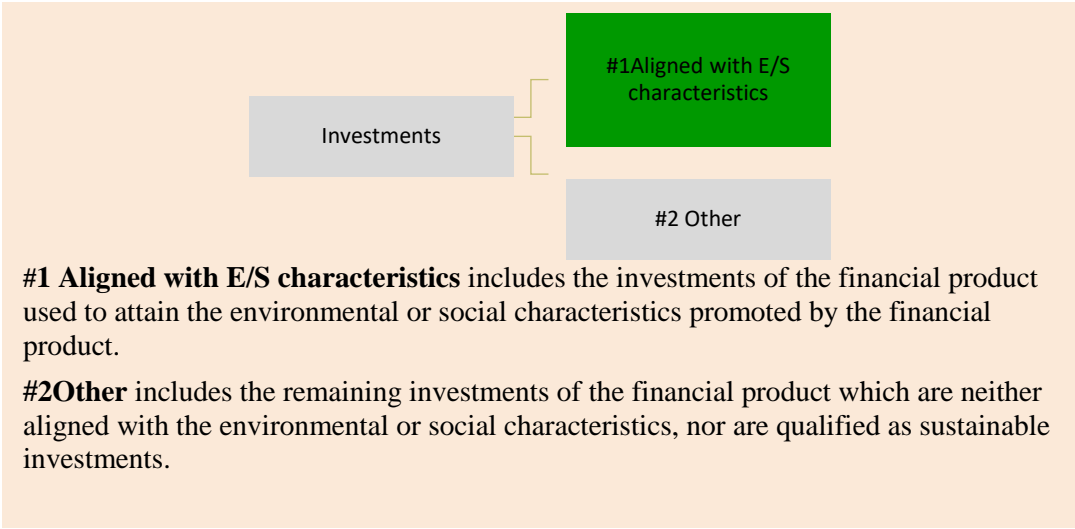 #1Aligned with E/S
characteristics
Investments
#2 Other
#1 Aligned with E/S characteristics includes the investments of the financial product
used to attain the environmental or social characteristics promoted by the financial
product.
#2Other includes the remaining investments of the financial product which are neither
aligned with the environmental or social characteristics, nor are qualified as sustainable
investments.